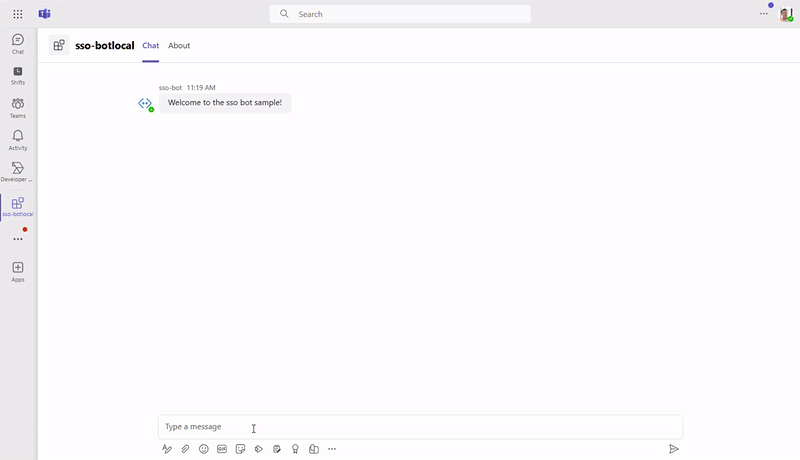 Search
Chat
Shifts
Teams
Activity
Developer ...
sso-botlocal
Apps
sso-botlocal Chat About
sso-bot 11:19 AM
Welcome to the sso bot sample!
Type a message
GIF